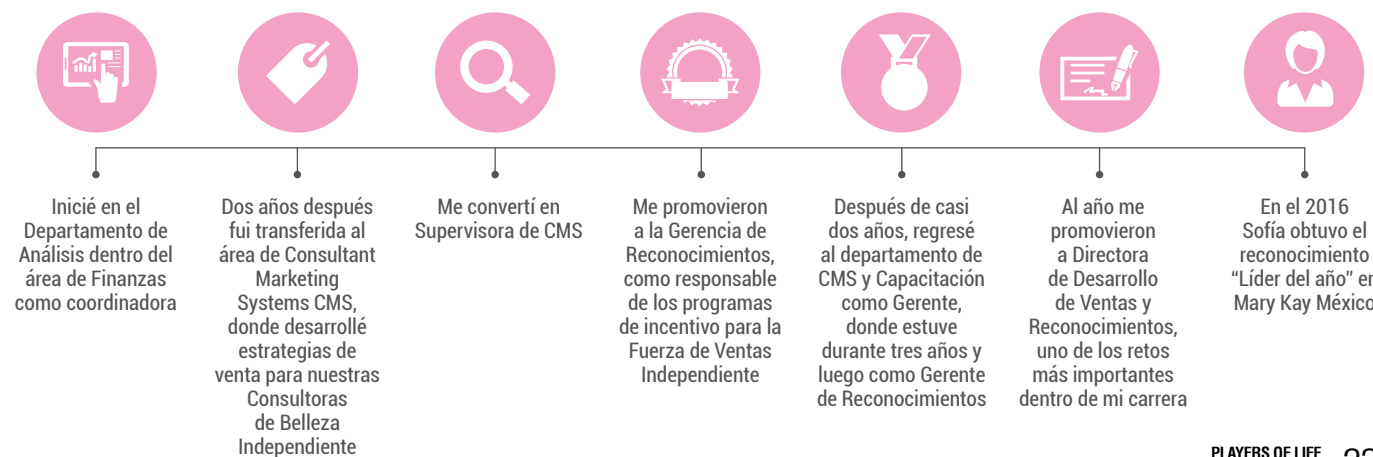 Inicié en el
Departamento de
Análisis dentro del
área de Finanzas
como coordinadora
Dos años después
fui transferida al
área de Consultant
Marketing
Systems CMS,
donde desarrollé
estrategias de
venta para nuestras
Consultoras
de Belleza
Independiente
Me convertí en
Supervisora de CMS
Me promovieron
a la Gerencia de
Reconocimientos,
como responsable
de los programas
de incentivo para la
Fuerza de Ventas
Independiente
Después de casi
dos años, regresé
al departamento de
CMS y Capacitación
como Gerente,
donde estuve
durante tres años y
luego como Gerente
de Reconocimientos
Al año me
promovieron
a Directora
de Desarrollo
de Ventas y
Reconocimientos,
uno de los retos
más importantes
dentro de mi carrera
En el 2016
Sofía obtuvo el
reconocimiento
“Líder del año” en
Mary Kay México
PLAYERS OF LIFE